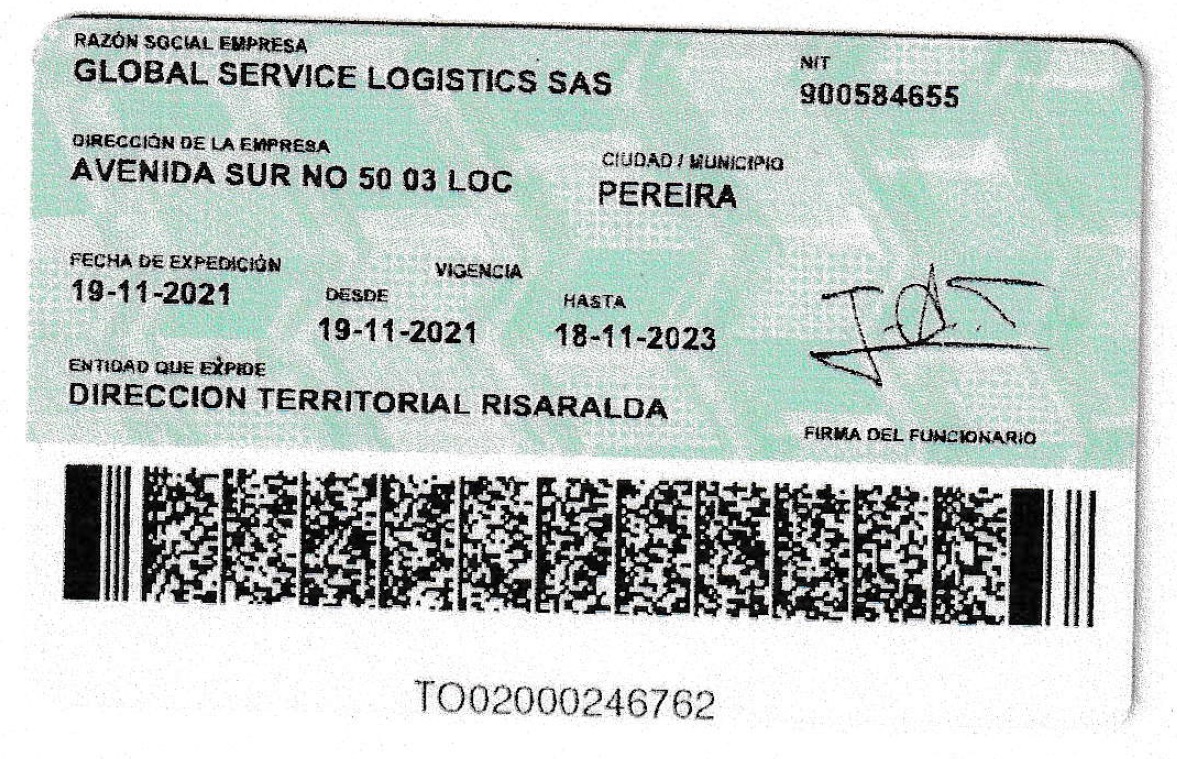 RAZÓN SOCIAL EMPRESA
GLOBAL SERVICE LOGISTICS SAS
NIT
900584655
DIRECCIÓN DE LA EMPRESA
AVENIDA SUR NO 50 03 LOC
CIUDAD / MUNICIPIO
PEREIRA
FECHA DE EXPEDICIÓN
19-11-2021
VIGENCIA
DESDE
19-11-2021
HASTA
18-11-2023
ENTIDAD QUE EXPIDE
DIRECCION TERRITORIAL RISARALDA
FIRMA DEL FUNCIONARIO
TO02000246762